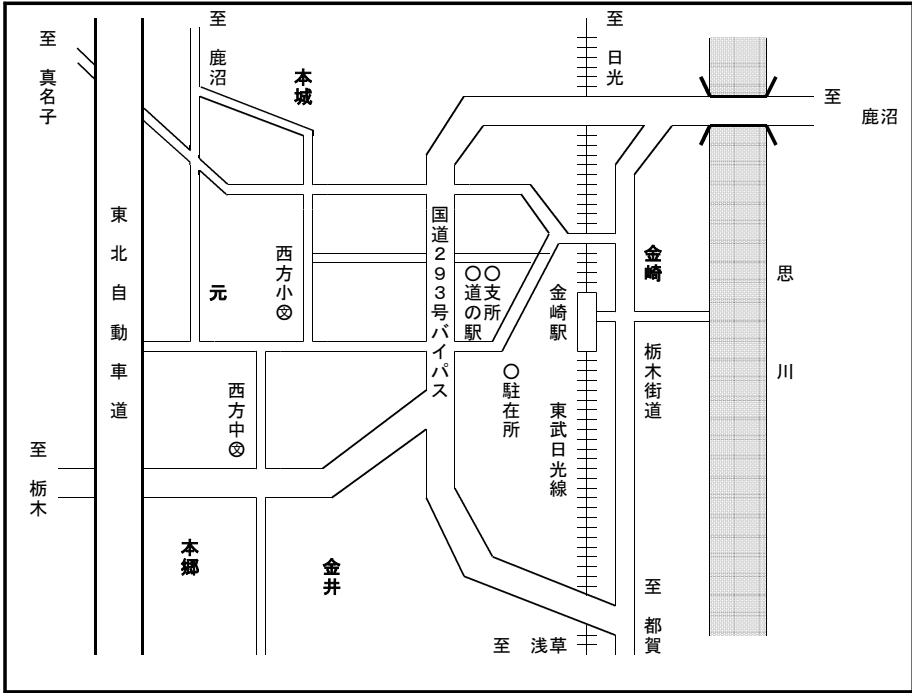 至 真名子
至 鹿沼
本城
至 日光
至 鹿沼
東北自動車道
元
西方小㊫
国道293号バイパス
○道の駅
○支所
金崎駅
金崎
思川
西方中㊫
○駐在所
東武日光線
栃木街道
至 栃木
本郷
金井
至 浅草
至 都賀